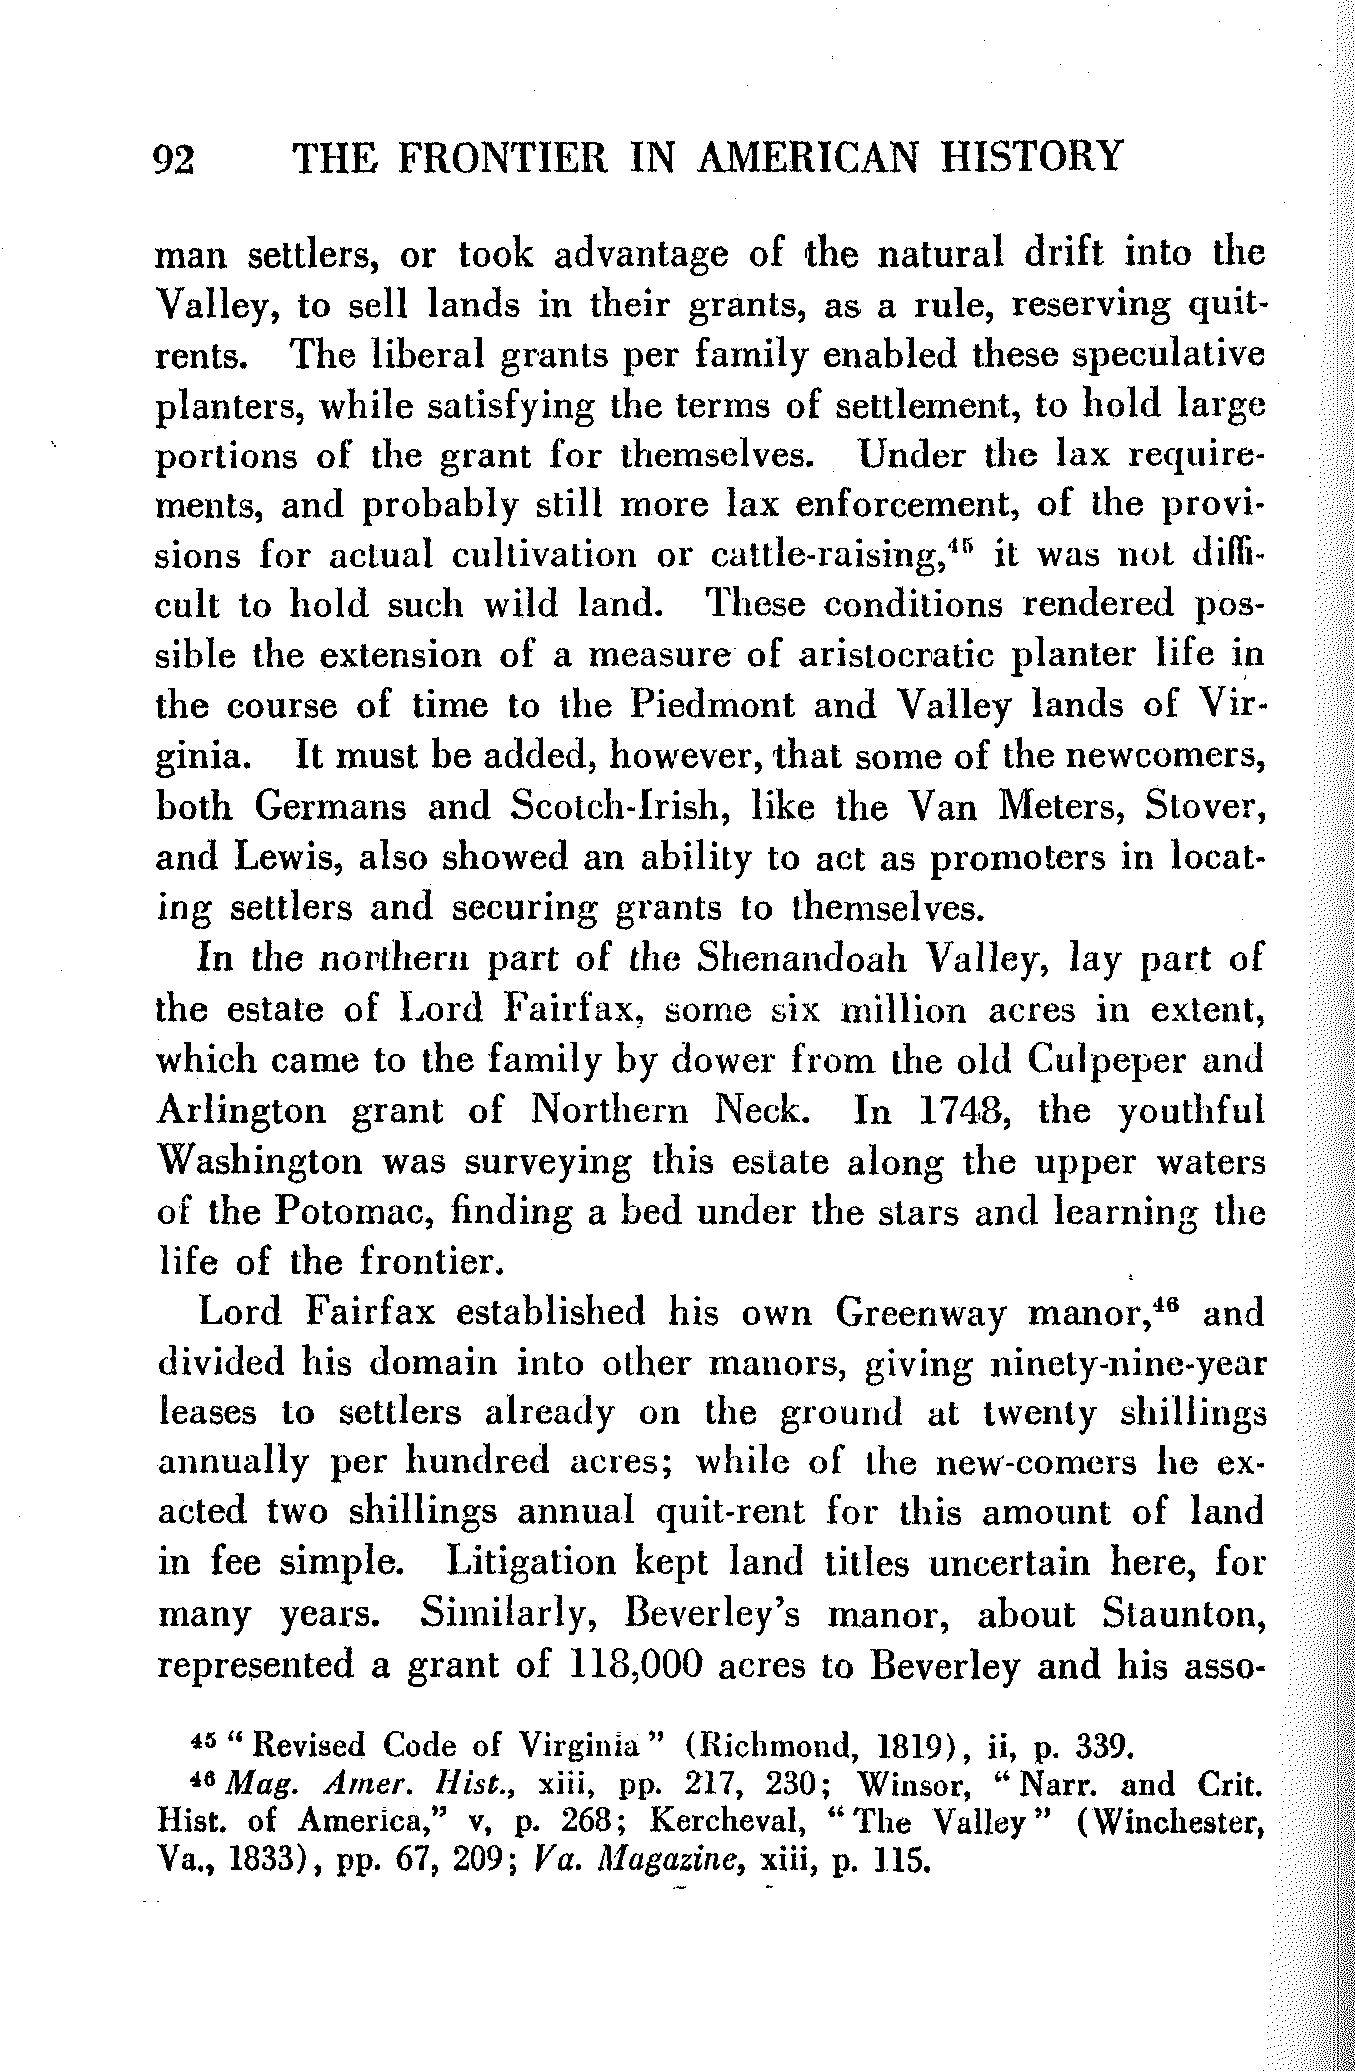 92 THE FRONTIER IN AMERICAN HISTORY
man settlers, or took advantage of the natural drift into the
Valley, to sell lands in their grants, as a rule, reserving quit-
rents. The liberal grants per family enabled these speculative
planters, while satisfying the terms of settlement, to hold large
portions of the grant for themselves. Under the lax require-
ments, and probably still more lax enforcement, of the provi-
sions for actual cultivation or cattle-raising,⁴⁵ it was not diffi-
cult to hold such wild land. These conditions rendered pos-
sible the extension of a measure of aristocratic planter life in
the course of time to the Piedmont and Valley lands of Vir-
ginia. It must be added, however, that some of the newcomers,
both Germans and Scotch-Irish, like the Van Meters, Stover,
and Lewis, also showed an ability to act as promoters in locat-
ing settlers and securing grants to themselves.
In the northern part of the Shenandoah Valley, lay part of
the estate of Lord Fairfax, some six million acres in extent,
which came to the family by dower from the old Culpeper and
Arlington grant of Northern Neck. In 1748, the youthful
Washington was surveying this estate along the upper waters
of the Potomac, finding a bed under the stars and learning the
life of the frontier.
Lord Fairfax established his own Greenway manor,⁴⁶ and
divided his domain into other manors, giving ninety-nine-year
leases to settlers already on the ground at twenty shillings
annually per hundred acres; while of the new-comers he ex-
acted two shillings annual quit-rent for this amount of land
in fee simple. Litigation kept land titles uncertain here, for
many years. Similarly, Beverley's manor, about Staunton,
represented a grant of 118,000 acres to Beverley and his asso-
⁴⁵ "Revised Code of Virginia" (Richmond, 1819), ii, p. 339.
⁴⁶ Mag. Amer. Hist., xiii, pp. 217, 230; Winsor, "Narr. and Crit.
Hist. of America," v, p. 268; Kercheval, "The Valley" (Winchester,
Va., 1833), pp. 67, 209; Va. Magazine, xiii, p. 115.